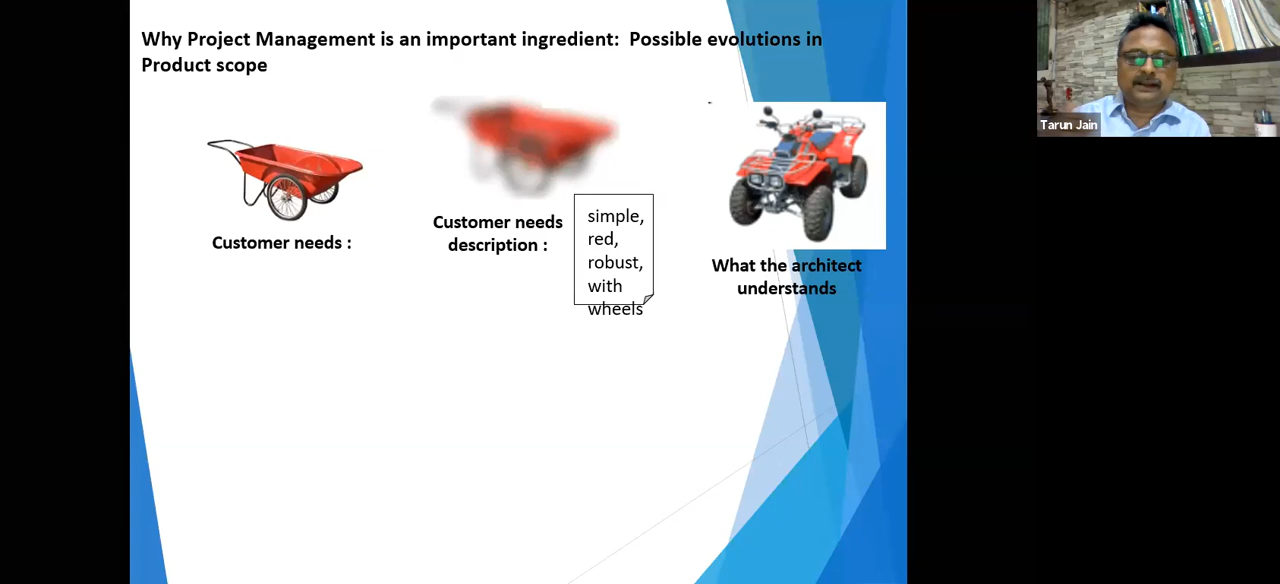 Why Project Management is an important ingredient:  Possible evolutions in
Product scope
Customer needs :
Customer needs
description :
simple,
red,
robust,
with
wheels
What the architect
understands
Tarun Jain